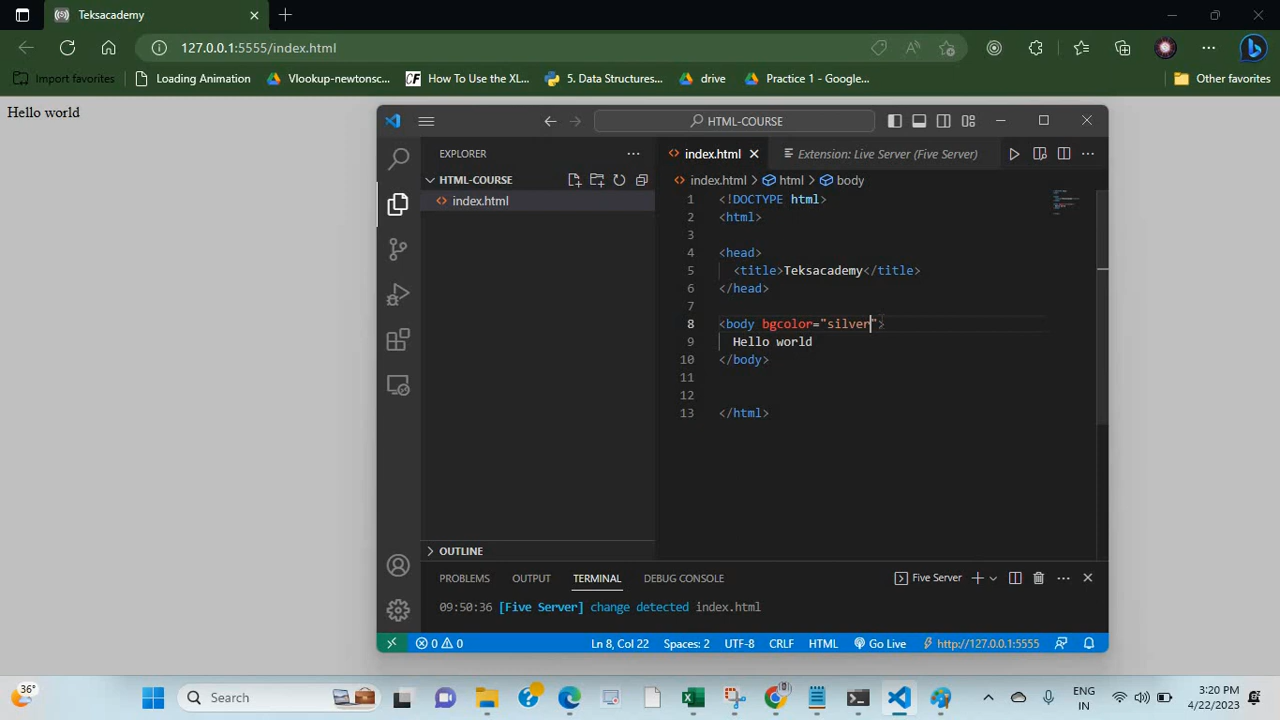 Teksacademy
127.0.0.1:5555/index.html
Import favorites
Loading Animation
Vlookup-newtonsc...
CF
How To Use the XL...
5. Data Structures...
drive
Practice 1 - Google...
Other favorites
Hello world
HTML-COURSE
EXPLORER
index.html
Extension: Live Server (Five Server)
HTML-COURSE
index.html > html > body
index.html
1 <!DOCTYPE html>
2 <html>
3
4 <head>
5 <title>Teksacademy</title>
6 </head>
7
8 <body bgcolor="silver">
9 Hello world
10 </body>
11
12
13 </html>
OUTLINE
PROBLEMS OUTPUT TERMINAL DEBUG CONSOLE
Five Server
09:50:36 [Five Server] change detected index.html
0 0
Ln 8, Col 22
Spaces: 2
UTF-8
CRLF
HTML
Go Live
http://127.0.0.1:5555
36°
Search
ENG
IN
3:20 PM
4/22/2023